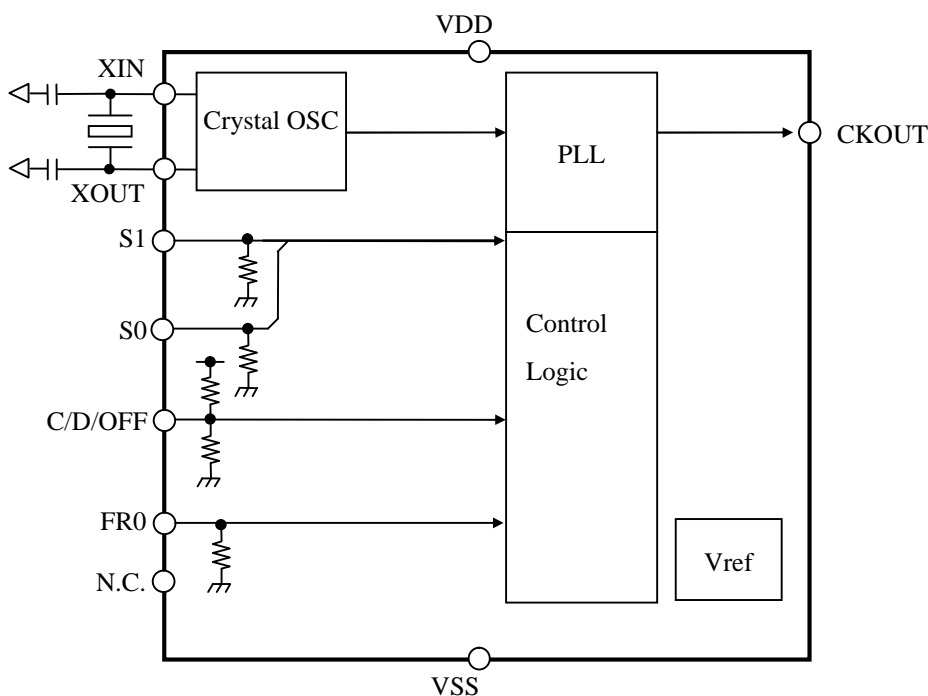 VDD
XIN
Crystal OSC
PLL
CKOUT
XOUT
S1
S0
Control
Logic
C/D/OFF
FR0
Vref
N.C.
VSS